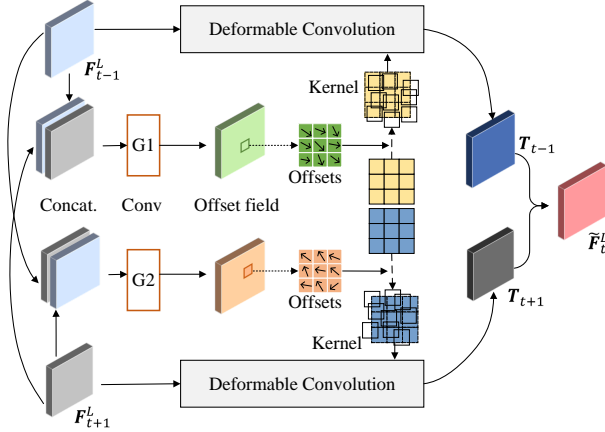 Deformable Convolution
F^L_{t-1}
Kernel
G1
T_{t-1}
Offsets
Concat.
Conv
Offset field
F̃^L_t
G2
T_{t+1}
Offsets
Kernel
Deformable Convolution
F^L_{t+1}